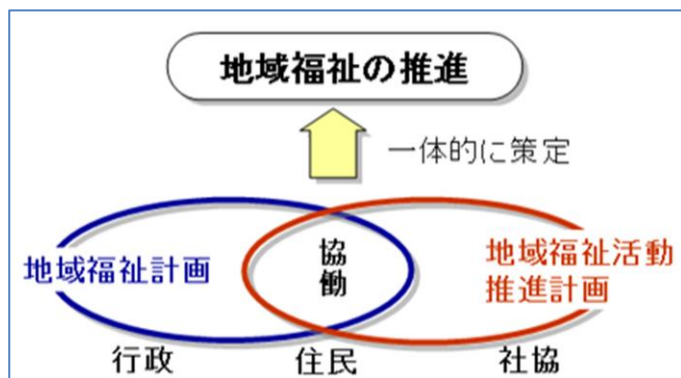 地域福祉の推進
一体的に策定
地域福祉計画
協
働
地域福祉活動
推進計画
行政
住民
社協